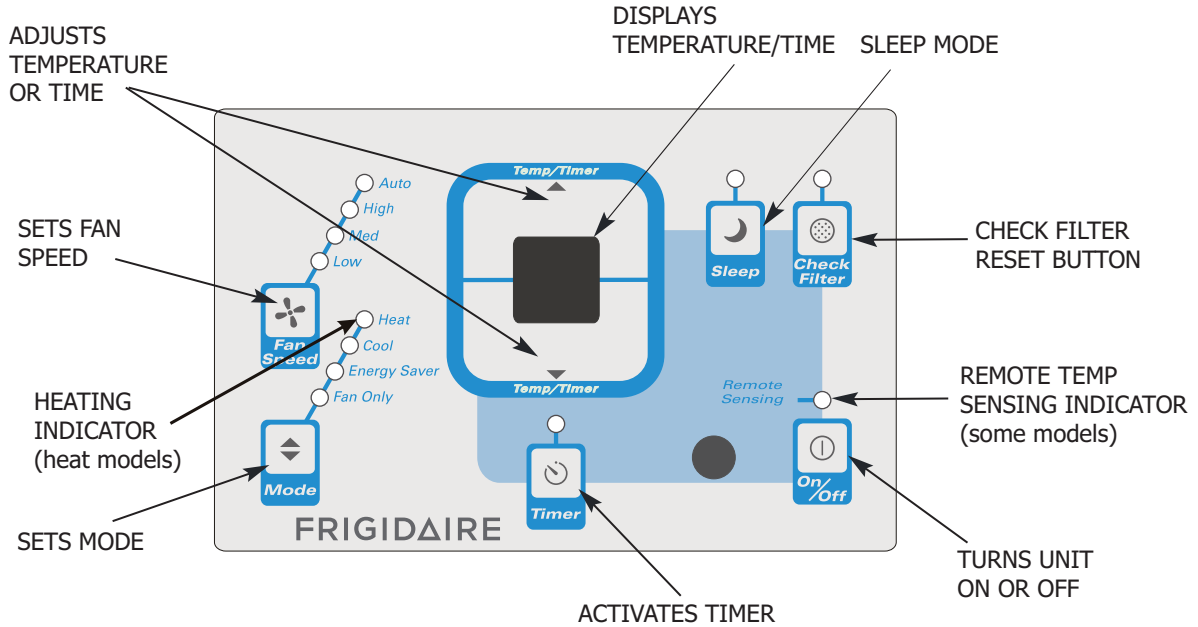 DISPLAYS
TEMPERATURE/TIME
SLEEP MODE
ADJUSTS
TEMPERATURE
OR TIME
Temp/Timer
Auto
High
Med
Low
SETS FAN
SPEED
Fan
Speed
Sleep
Check
Filter
CHECK FILTER
RESET BUTTON
Heat
Cool
Energy Saver
Fan Only
Temp/Timer
Remote
Sensing
REMOTE TEMP
SENSING INDICATOR
(some models)
HEATING
INDICATOR
(heat models)
Mode
Timer
On/Off
FRIGIDAIRE
SETS MODE
TURNS UNIT
ON OR OFF
ACTIVATES TIMER